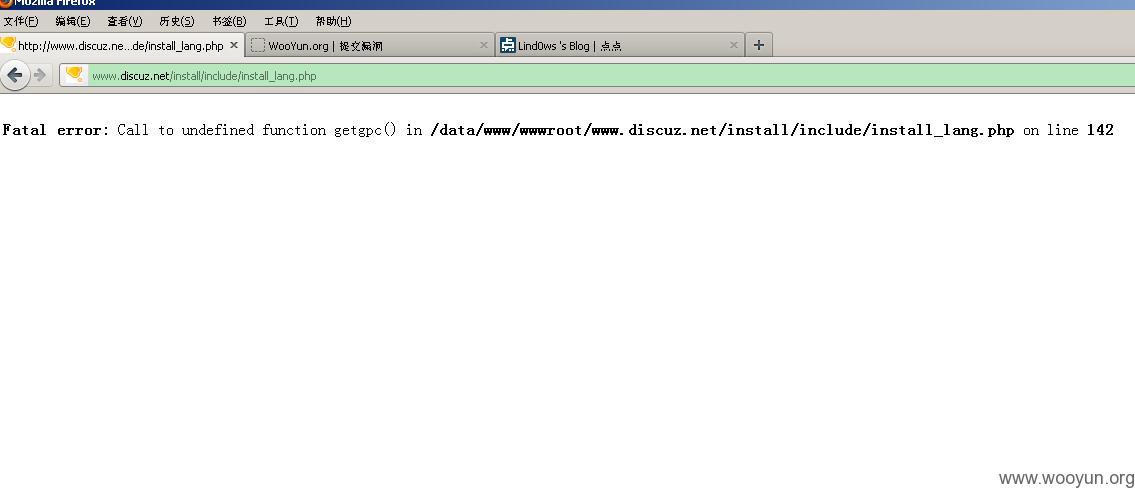 Mozilla Firefox
文件(F) 编辑(E) 查看(V) 历史(S) 书签(B) 工具(T) 帮助(H)
http://www.discuz.ne...de/install_lang.php × WooYun.org | 提交漏洞 × 点 Lind0ws 's Blog | 点点 × +
www.discuz.net/install/include/install_lang.php
Fatal error: Call to undefined function getgpc() in /data/www/wwwroot/www.discuz.net/install/include/install_lang.php on line 142
www.wooyun.org